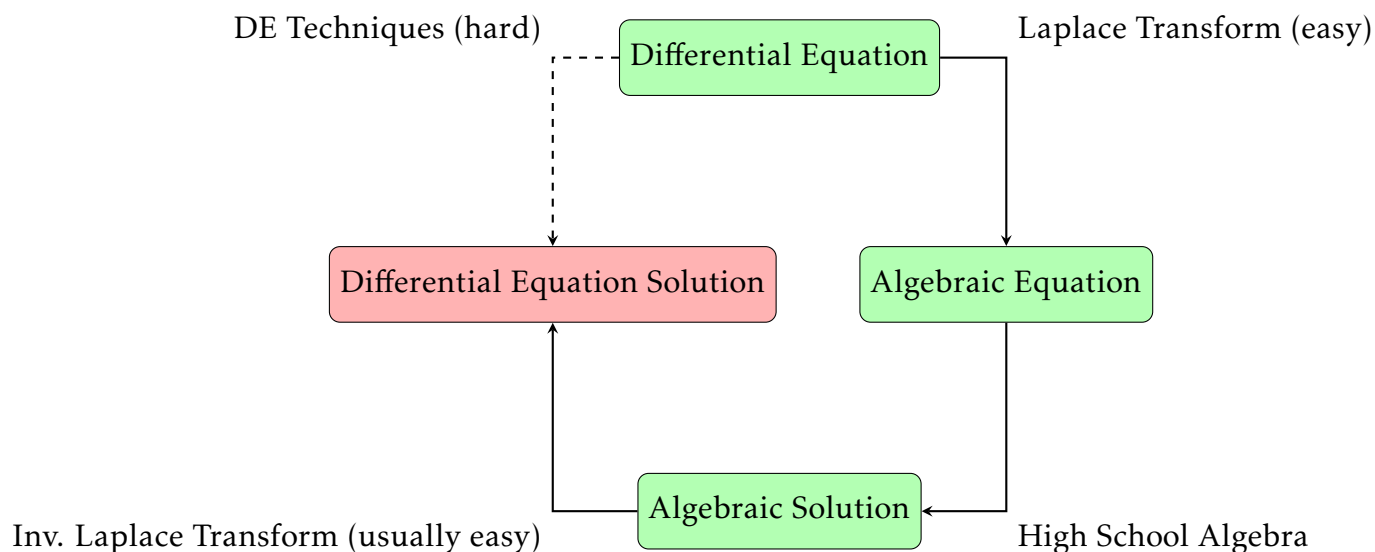 DE Techniques (hard)
Differential Equation
Laplace Transform (easy)
Differential Equation Solution
Algebraic Equation
Algebraic Solution
Inv. Laplace Transform (usually easy)
High School Algebra